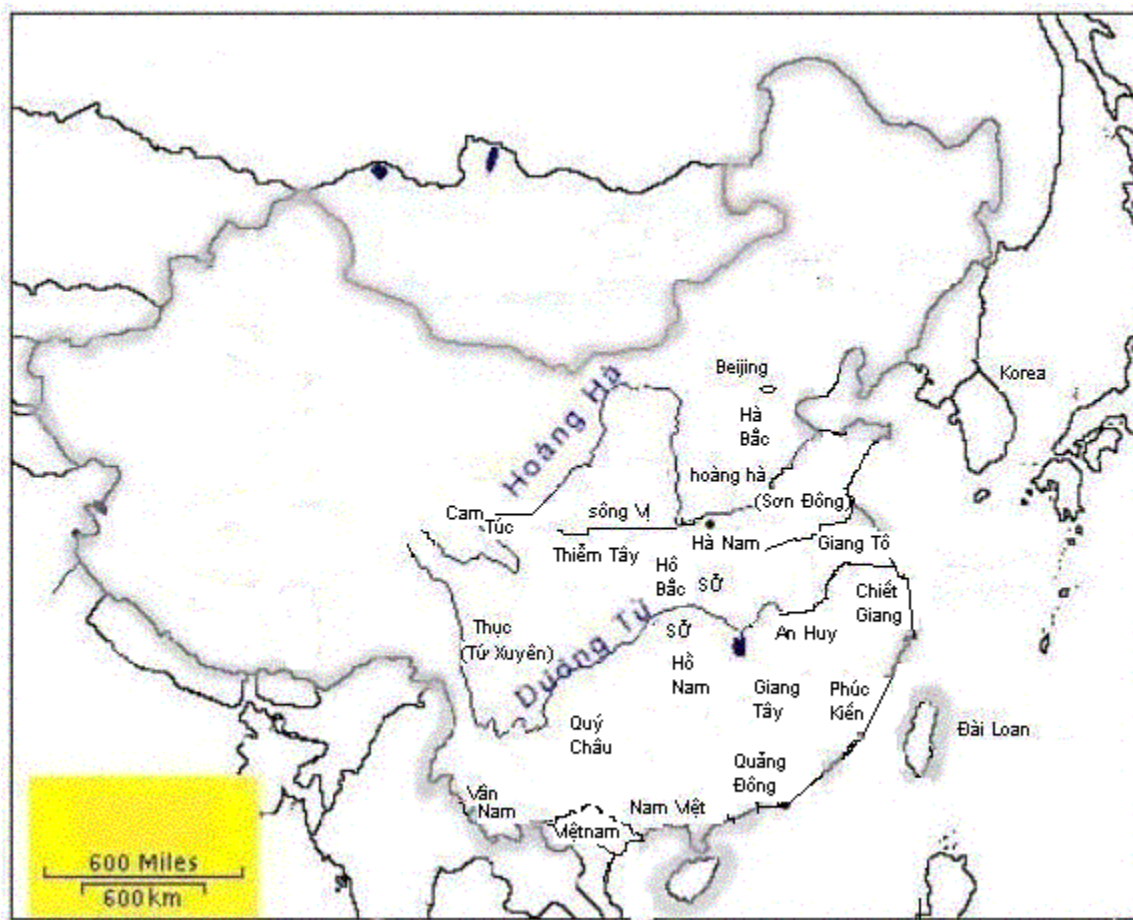 Beijing
Korea
Hà
Bắc
Hoàng Hà
hoàng hà
(Sơn Đông)
Cam
Túc
sông Vị
Hà Nam
Giang Tô
Thiểm Tây
Hồ
Bắc
SỞ
Chiết
Giang
Thục
(Tứ Xuyên)
Dương Tử
SỞ
An Huy
Hồ
Nam
Giang
Tây
Phúc
Kiến
Quý
Châu
Đài Loan
Quảng
Đông
Vân
Nam
Nam Việt
Việtnam
600 Miles
600 km